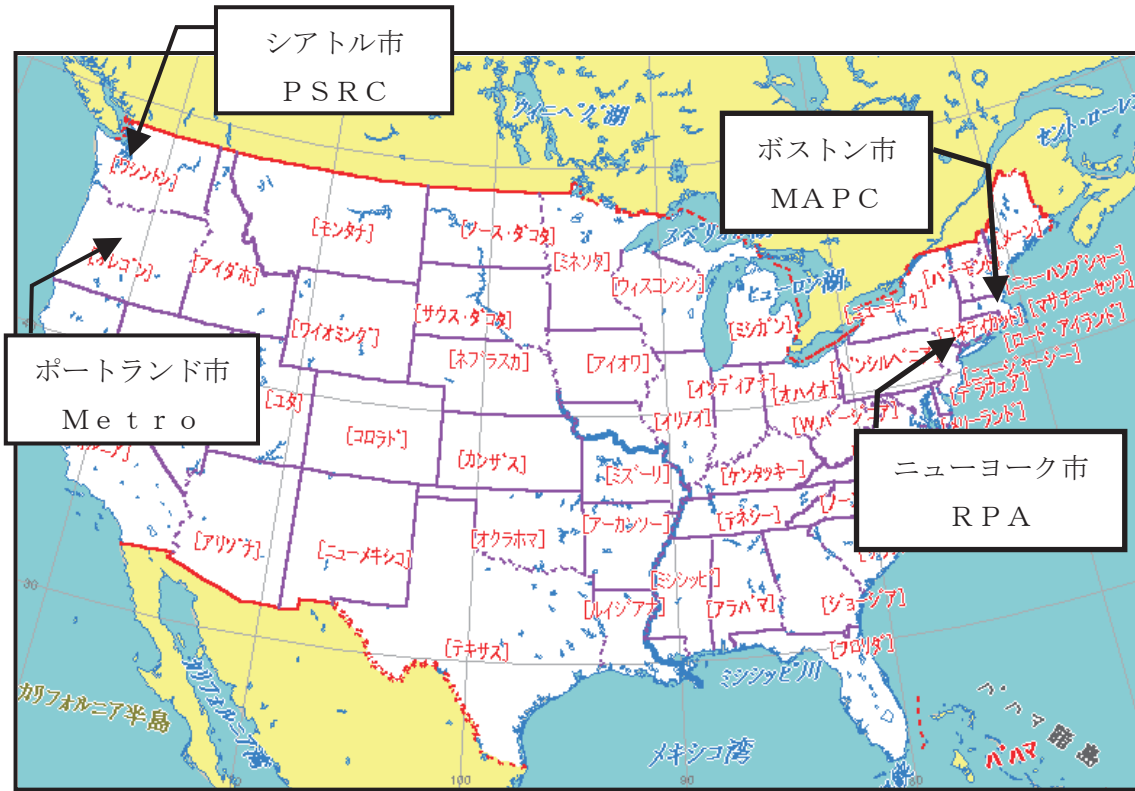 シアトル市
ＰＳＲＣ
ウイニペグ湖
セント・ローレ
ボストン市
ＭＡＰＣ
[ワシントン]
[モンタナ]
[ノース・ダコタ]
[ミネソタ]
スペリオ
[メーン]
[オレゴン]
[アイダホ]
[ウィスコンシン]
ヒューロン湖
[バーモント]
[ニューハンプシャー]
[マサチューセッツ]
[ワイオミング]
[サウス・ダコタ]
[ミシガン]
[ニューヨーク]
[コネティカット]
[ロード・アイランド]
ポートランド市
Ｍｅｔｒｏ
[ネブラスカ]
[アイオワ]
[ペンシルベニア]
[ニュージャージー]
[デラウェア]
[メリーランド]
[ユタ]
[インディアナ]
[オハイオ]
[コロラド]
[イリノイ]
[W.バージニア]
[カンザス]
[ミズーリ]
[ケンタッキー]
ニューヨーク市
ＲＰＡ
[アリゾナ]
[ニューメキシコ]
[オクラホマ]
[アーカンソー]
[テネシー]
[ミシシッピ]
[アラバマ]
[ジョージア]
[ルイジアナ]
[テキサス]
[フロリダ]
ミシシッピ川
カリフォルニア半島
カリフォルニア湾
メキシコ湾
バハマ諸島
バハマ
30
100
90
80